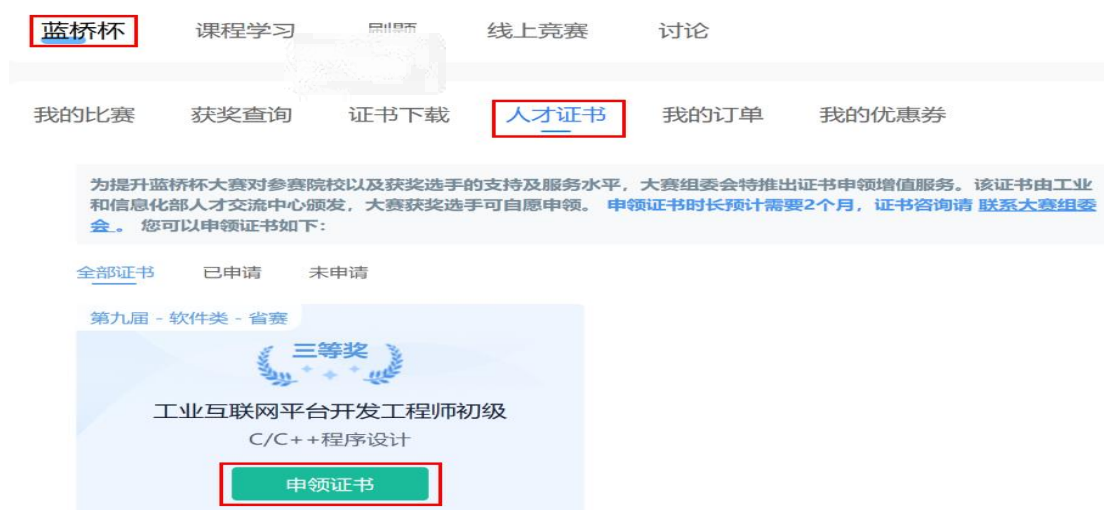 蓝桥杯 课程学习 刷题 线上竞赛 讨论
我的比赛 获奖查询 证书下载 人才证书 我的订单 我的优惠券
为提升蓝桥杯大赛对参赛院校以及获奖选手的支持及服务水平，大赛组委会特推出证书申领增值服务。该证书由工业
和信息化部人才交流中心颁发，大赛获奖选手可自愿申领。 申领证书时长预计需要2个月，证书咨询请 联系大赛组委
会 。 您可以申领证书如下：
全部证书 已申请 未申请
第九届 - 软件类 - 省赛
三等奖
工业互联网平台开发工程师初级
C/C++程序设计
申领证书